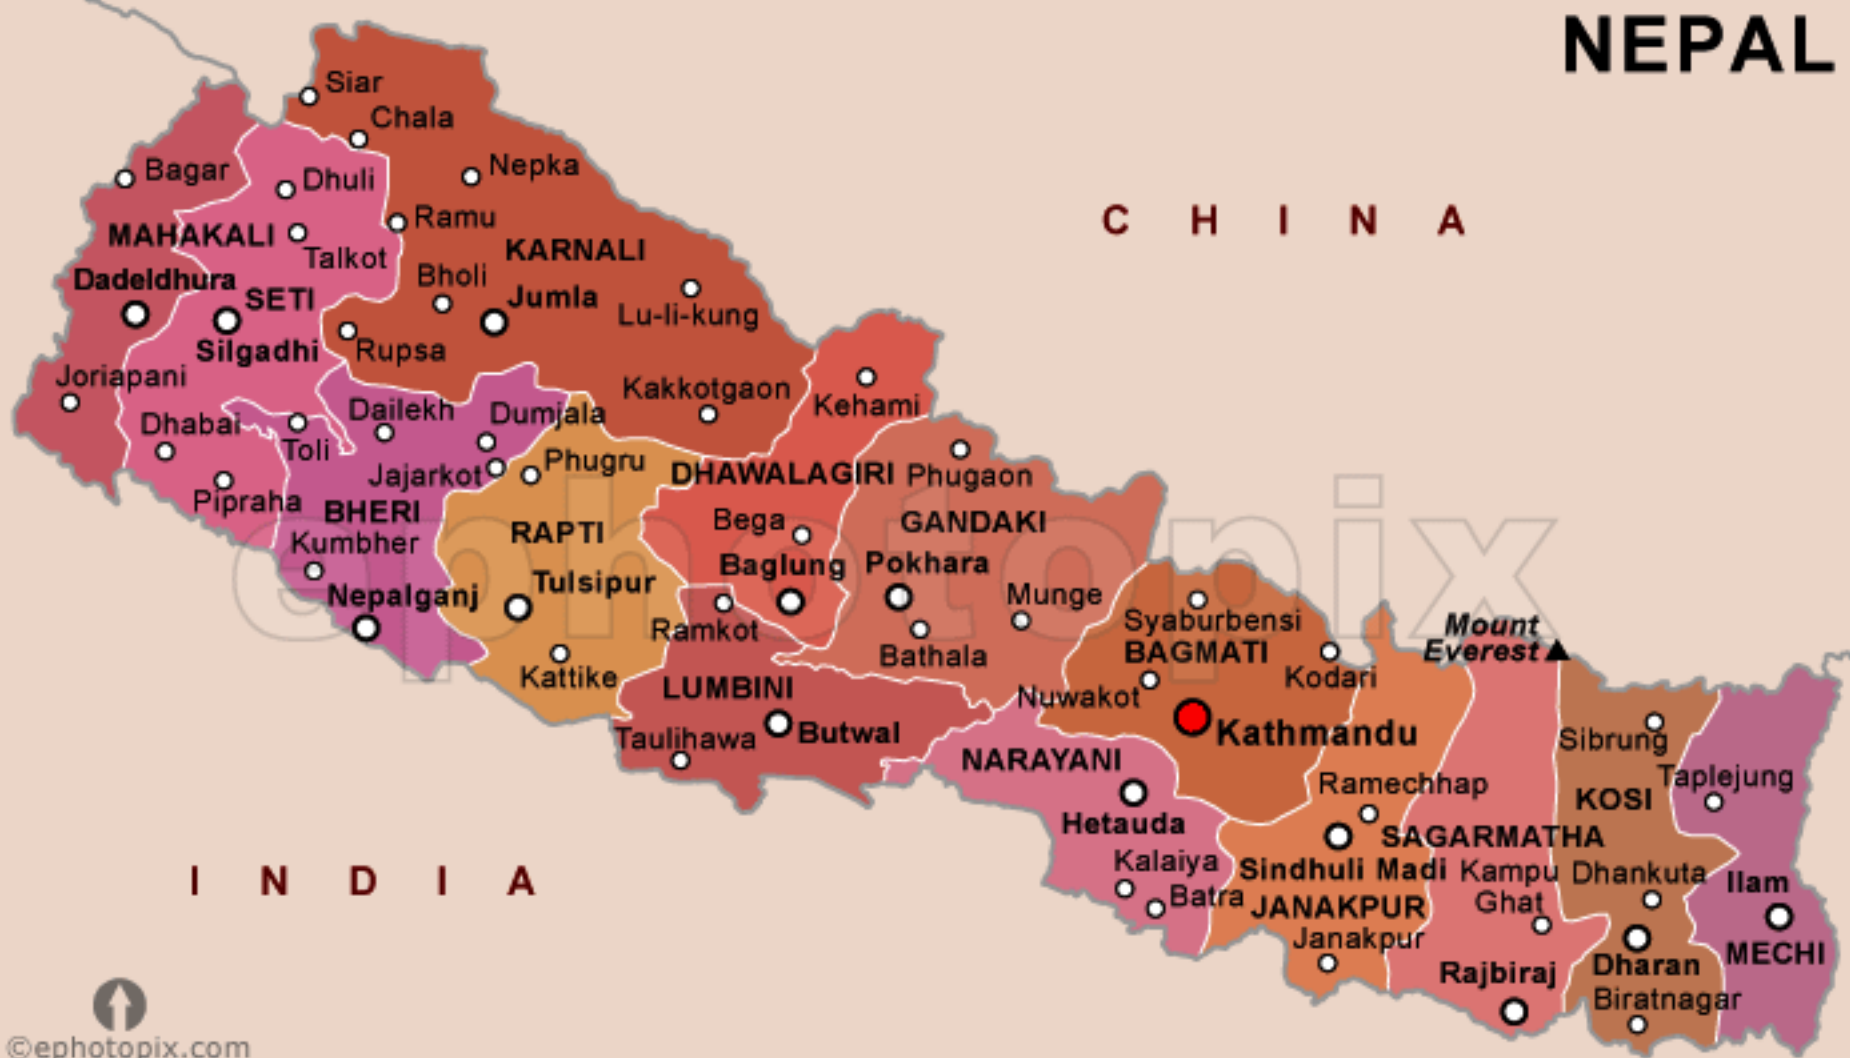 NEPAL
Siar
Chala
Bagar
Dhuli
Nepka
Ramu
CHINA
MAHAKALI
Talkot
KARNALI
Dadeldhura
Bholi
SETI
Jumla
Lu-li-kung
Silgadhi
Rupsa
Joriapani
Kakkotgaon
Kehami
Dhabai
Dailekh
Dumjala
Toli
Jajarkot
Phugru
DHAWALAGIRI
Phugaon
Pipraha
BHERI
RAPTI
Bega
GANDAKI
Kumbher
Baglung
Pokhara
ephotopix
Nepalganj
Tulsipur
Munge
Ramkot
Syaburbensi
Mount
Everest
Bathala
BAGMATI
Kattike
Kodari
LUMBINI
Nuwakot
Taulihawa
Butwal
Kathmandu
Sibrung
NARAYANI
Ramechhap
Taplejung
KOSI
Hetauda
SAGARMATHA
Kalaiya
Sindhuli Madi
Kampu
Ghat
Dhankuta
INDIA
Ilam
Batra
JANAKPUR
Janakpur
MECHI
Rajbiraj
Dharan
Biratnagar
©ephotopix.com